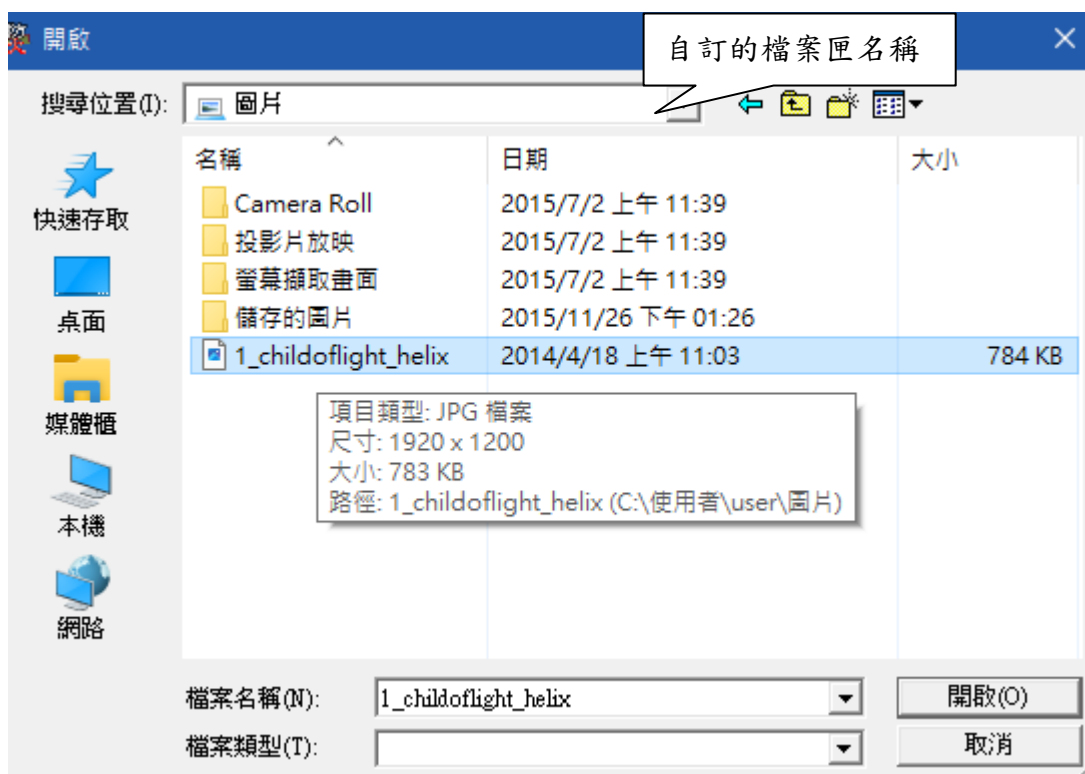 開啟
自訂的檔案匣名稱
搜尋位置(I):
圖片
名稱 日期 大小
Camera Roll 2015/7/2 上午 11:39
投影片放映 2015/7/2 上午 11:39
螢幕擷取畫面 2015/7/2 上午 11:39
儲存的圖片 2015/11/26 下午 01:26
1_childoflight_helix 2014/4/18 上午 11:03 784 KB
項目類型: JPG 檔案
尺寸: 1920 x 1200
大小: 783 KB
路徑: 1_childoflight_helix (C:\使用者\user\圖片)
快速存取
桌面
媒體櫃
本機
網路
檔案名稱(N): 1_childoflight_helix 開啟(O)
檔案類型(T): 取消